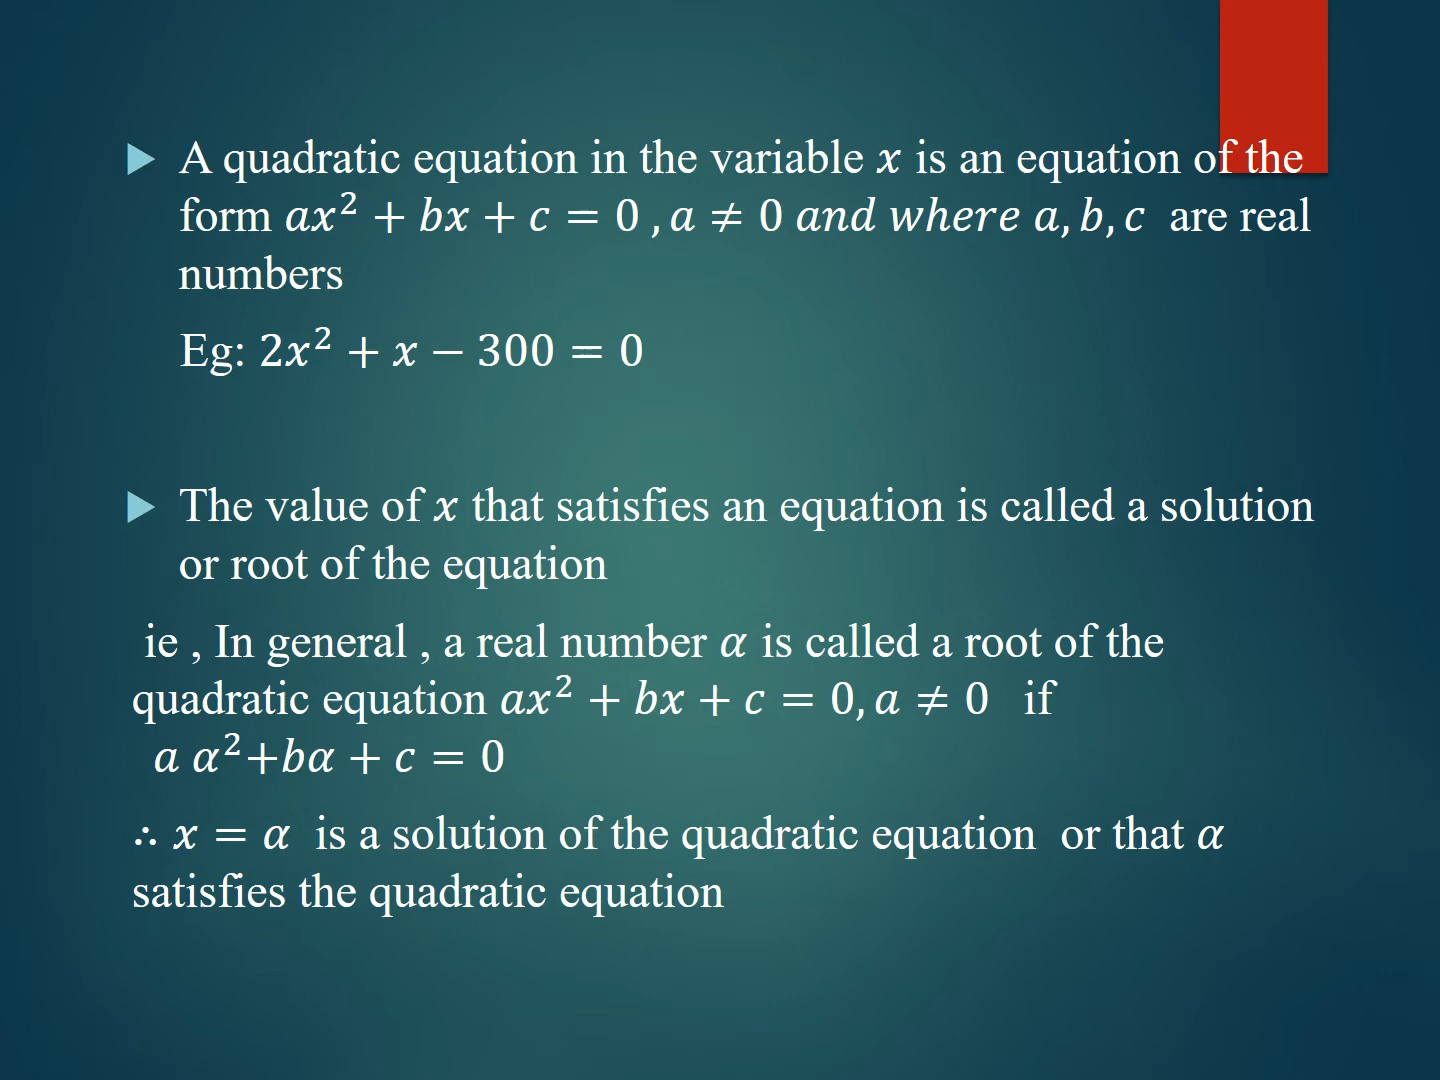 A quadratic equation in the variable 𝑥 is an equation of the
form 𝑎𝑥² + 𝑏𝑥 + 𝑐 = 0 , 𝑎 ≠ 0 𝑎𝑛𝑑 𝑤ℎ𝑒𝑟𝑒 𝑎, 𝑏, 𝑐 are real
numbers
Eg: 2𝑥² + 𝑥 − 300 = 0
The value of 𝑥 that satisfies an equation is called a solution
or root of the equation
ie , In general , a real number 𝛼 is called a root of the
quadratic equation 𝑎𝑥² + 𝑏𝑥 + 𝑐 = 0, 𝑎 ≠ 0 if
𝑎 𝛼²+𝑏𝛼 + 𝑐 = 0
∴ 𝑥 = 𝛼 is a solution of the quadratic equation or that 𝛼
satisfies the quadratic equation